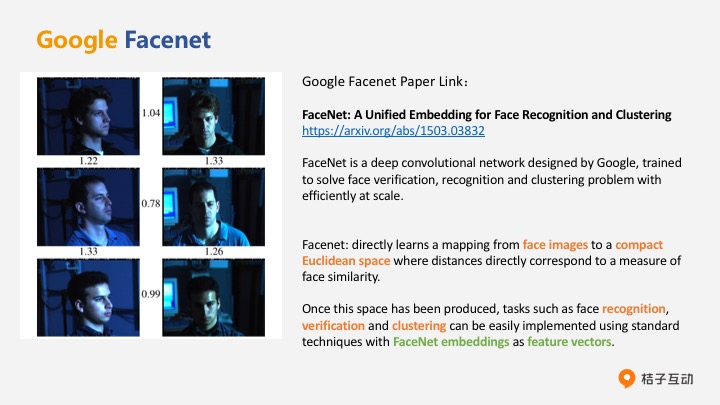 Google Facenet
1.04
1.22
1.33
0.78
1.33
1.26
0.99
Google Facenet Paper Link：
FaceNet: A Unified Embedding for Face Recognition and Clustering
https://arxiv.org/abs/1503.03832
FaceNet is a deep convolutional network designed by Google, trained
to solve face verification, recognition and clustering problem with
efficiently at scale.
Facenet: directly learns a mapping from face images to a compact
Euclidean space where distances directly correspond to a measure of
face similarity.
Once this space has been produced, tasks such as face recognition,
verification and clustering can be easily implemented using standard
techniques with FaceNet embeddings as feature vectors.
桔子互动